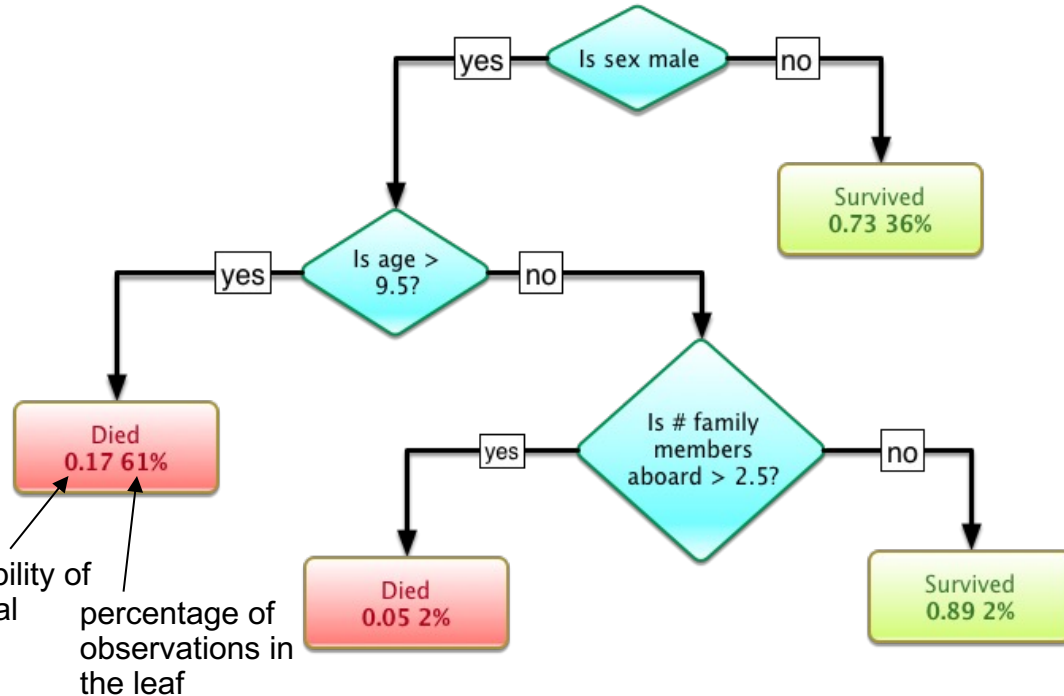 Is sex male
yes
no
Survived
0.73 36%
Is age >
9.5?
yes
no
Died
0.17 61%
Is # family
members
aboard > 2.5?
yes
no
of
percentage of
observations in
the leaf
Died
0.05 2%
Survived
0.89 2%